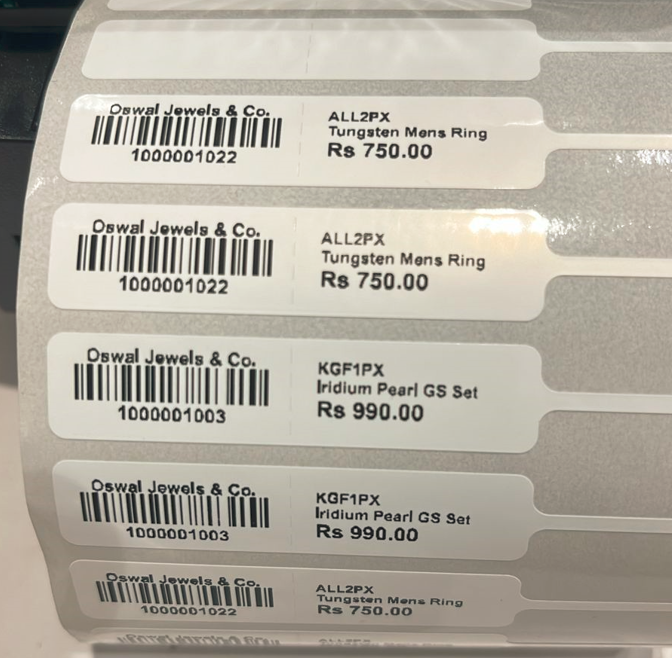 Oswal Jewels & Co.
1000001022
ALL2PX
Tungsten Mens Ring
Rs 750.00
Oswal Jewels & Co.
1000001022
ALL2PX
Tungsten Mens Ring
Rs 750.00
Oswal Jewels & Co.
1000001003
KGF1PX
Iridium Pearl GS Set
Rs 990.00
Oswal Jewels & Co.
1000001003
KGF1PX
Iridium Pearl GS Set
Rs 990.00
Oswal Jewels & Co.
1000001022
ALL2PX
Tungsten Mens Ring
Rs 750.00